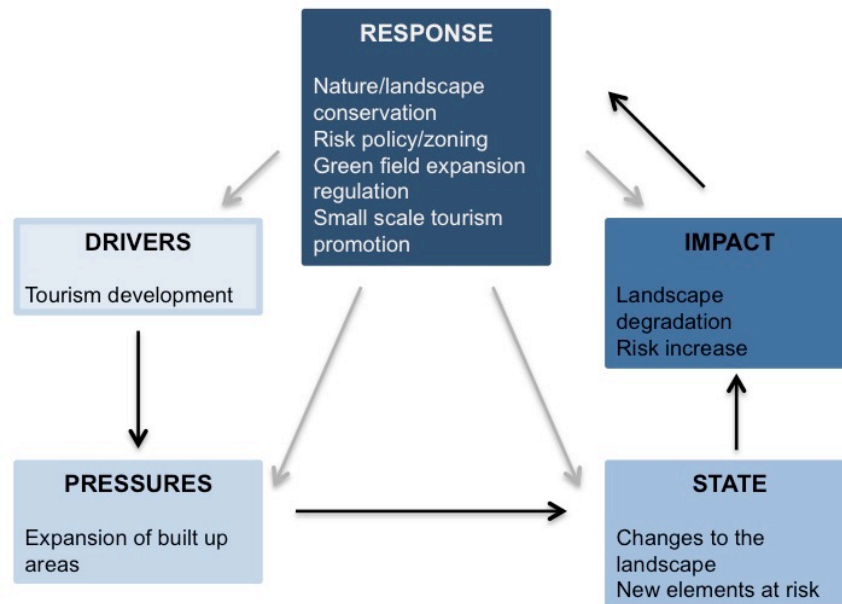 RESPONSE
Nature/landscape
conservation
Risk policy/zoning
Green field expansion
regulation
Small scale tourism
promotion
DRIVERS
Tourism development
IMPACT
Landscape
degradation
Risk increase
PRESSURES
Expansion of built up
areas
STATE
Changes to the
landscape
New elements at risk